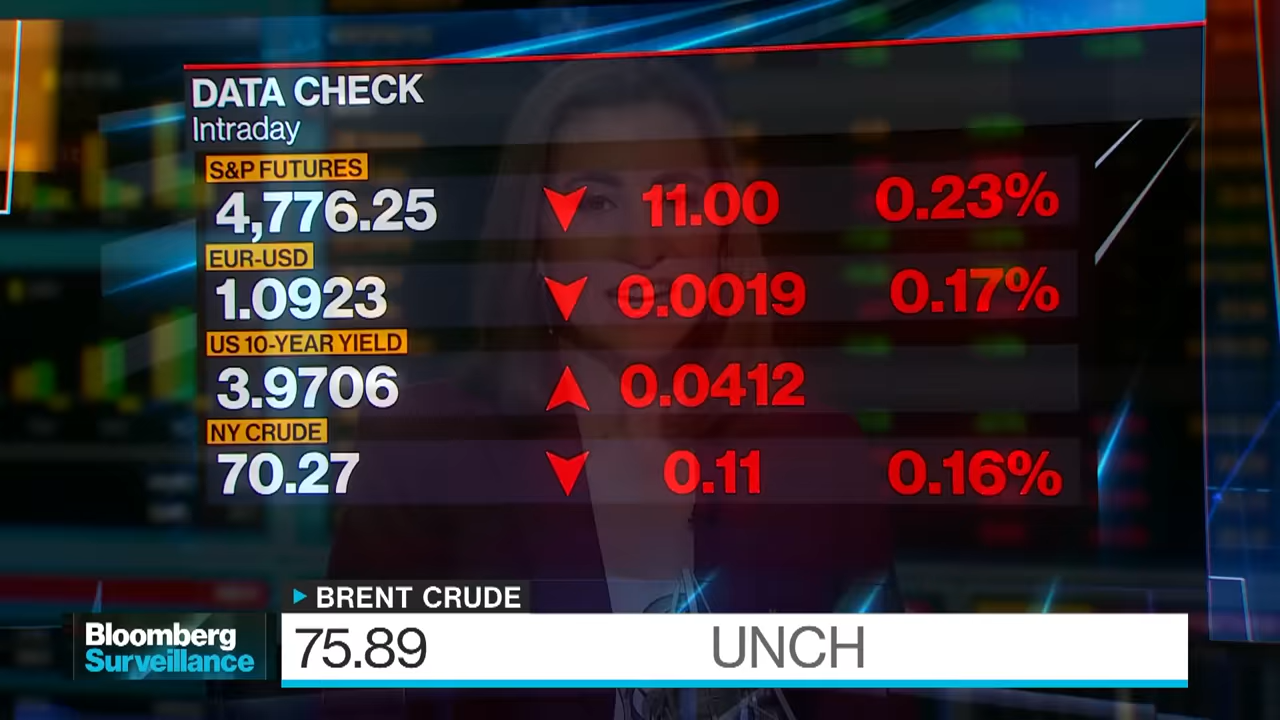 DATA CHECK
Intraday
S&P FUTURES
4,776.25 11.00 0.23%
EUR-USD
1.0923 0.0019 0.17%
US 10-YEAR YIELD
3.9706 0.0412
NY CRUDE
70.27 0.11 0.16%
BRENT CRUDE
Bloomberg
Surveillance
75.89 UNCH